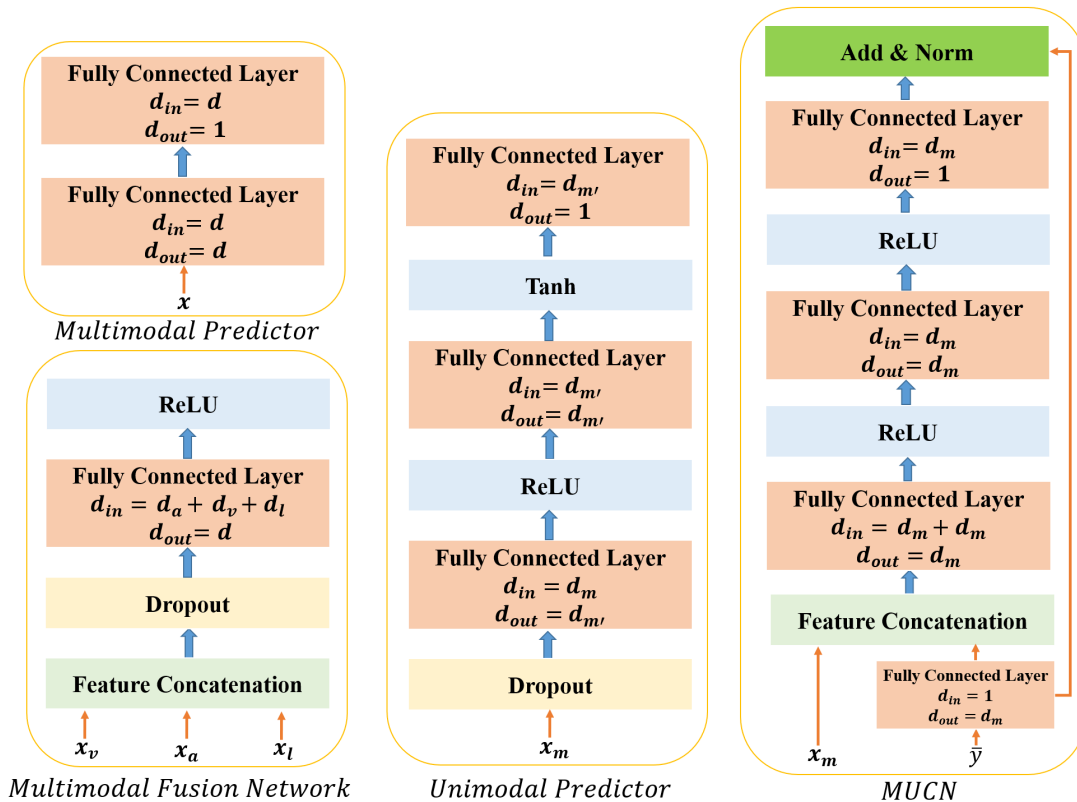 Fully Connected Layer
d_in = d
d_out = 1
Fully Connected Layer
d_in = d
d_out = d
x
Multimodal Predictor
ReLU
Fully Connected Layer
d_in = d_a + d_v + d_l
d_out = d
Dropout
Feature Concatenation
x_v x_a x_l
Multimodal Fusion Network
Fully Connected Layer
d_in = d_m′
d_out = 1
Tanh
Fully Connected Layer
d_in = d_m′
d_out = d_m′
ReLU
Fully Connected Layer
d_in = d_m
d_out = d_m′
Dropout
x_m
Unimodal Predictor
Add & Norm
Fully Connected Layer
d_in = d_m
d_out = 1
ReLU
Fully Connected Layer
d_in = d_m
d_out = d_m
ReLU
Fully Connected Layer
d_in = d_m + d_m
d_out = d_m
Feature Concatenation
Fully Connected Layer
d_in = 1
d_out = d_m
x_m ȳ
MUCN